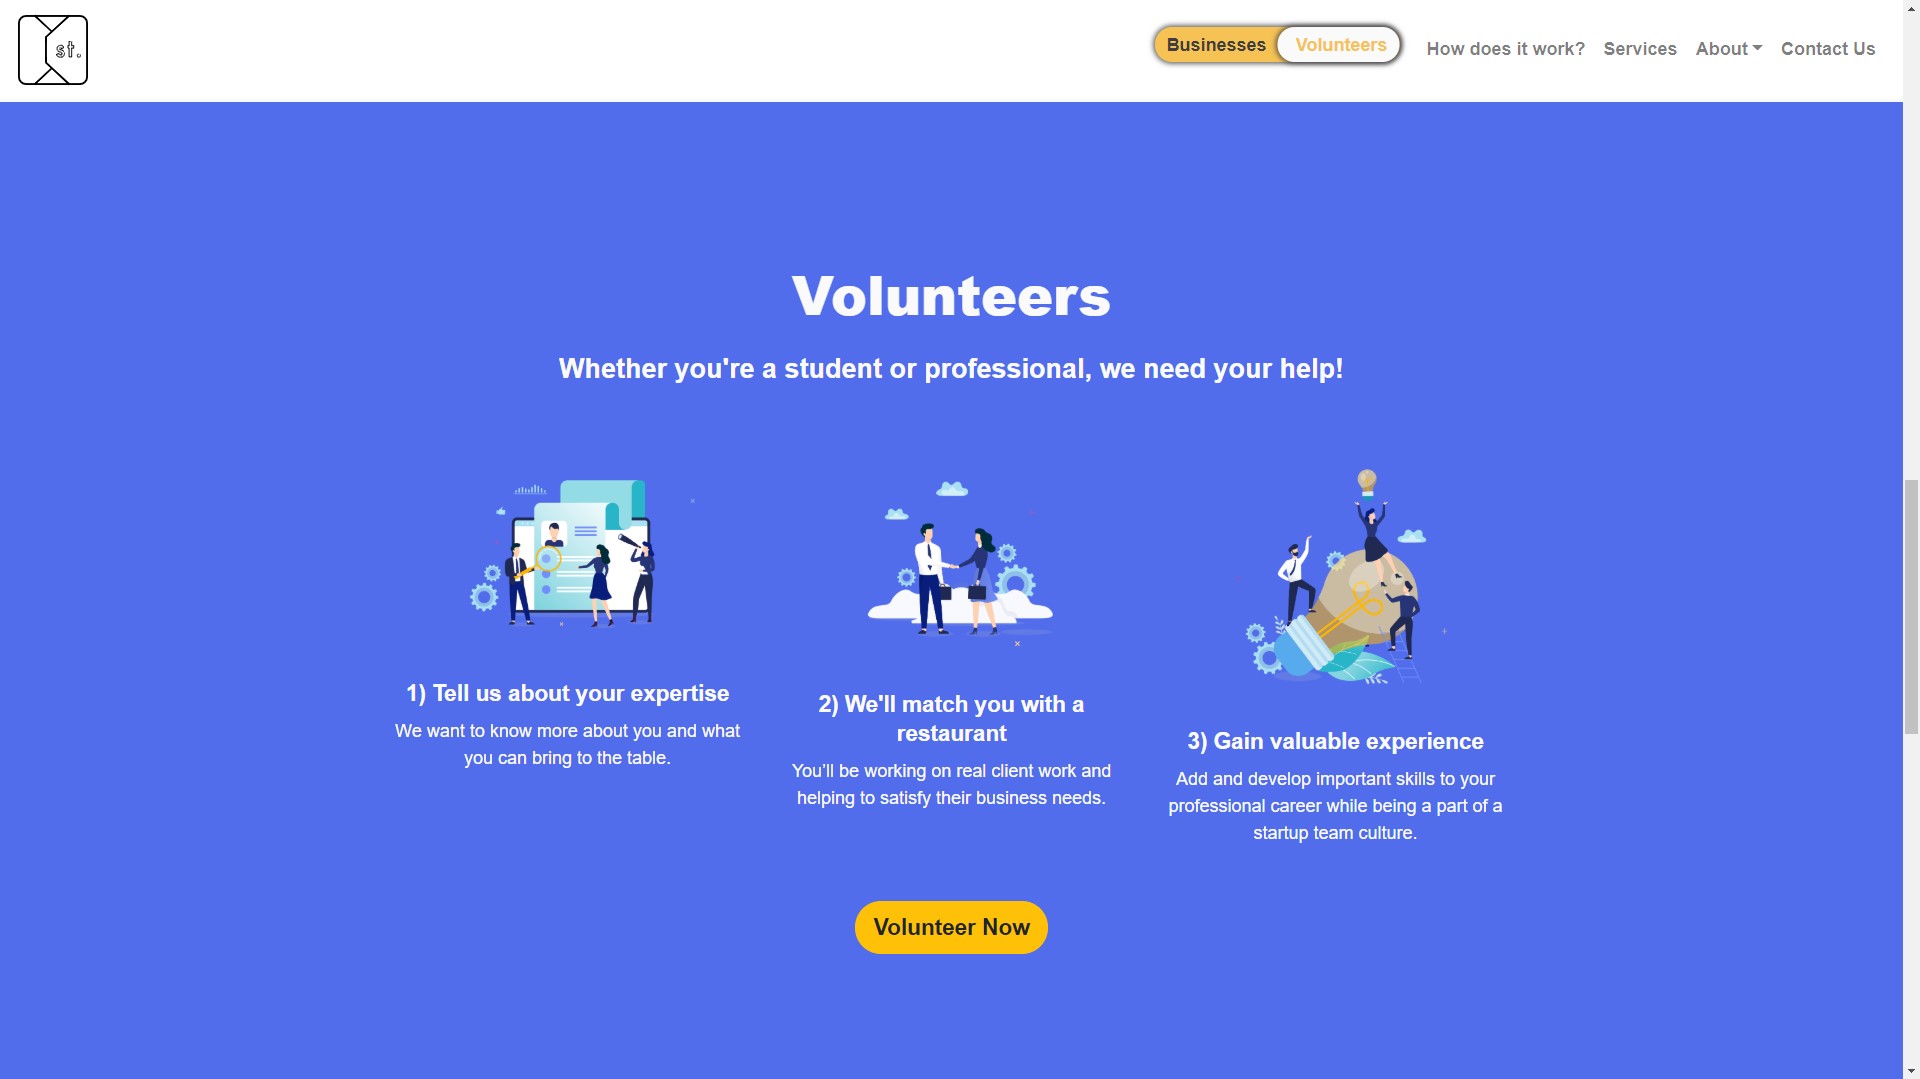 st.
Businesses Volunteers How does it work? Services About Contact Us
Volunteers
Whether you're a student or professional, we need your help!
1) Tell us about your expertise
We want to know more about you and what
you can bring to the table.
2) We'll match you with a
restaurant
You’ll be working on real client work and
helping to satisfy their business needs.
3) Gain valuable experience
Add and develop important skills to your
professional career while being a part of a
startup team culture.
Volunteer Now